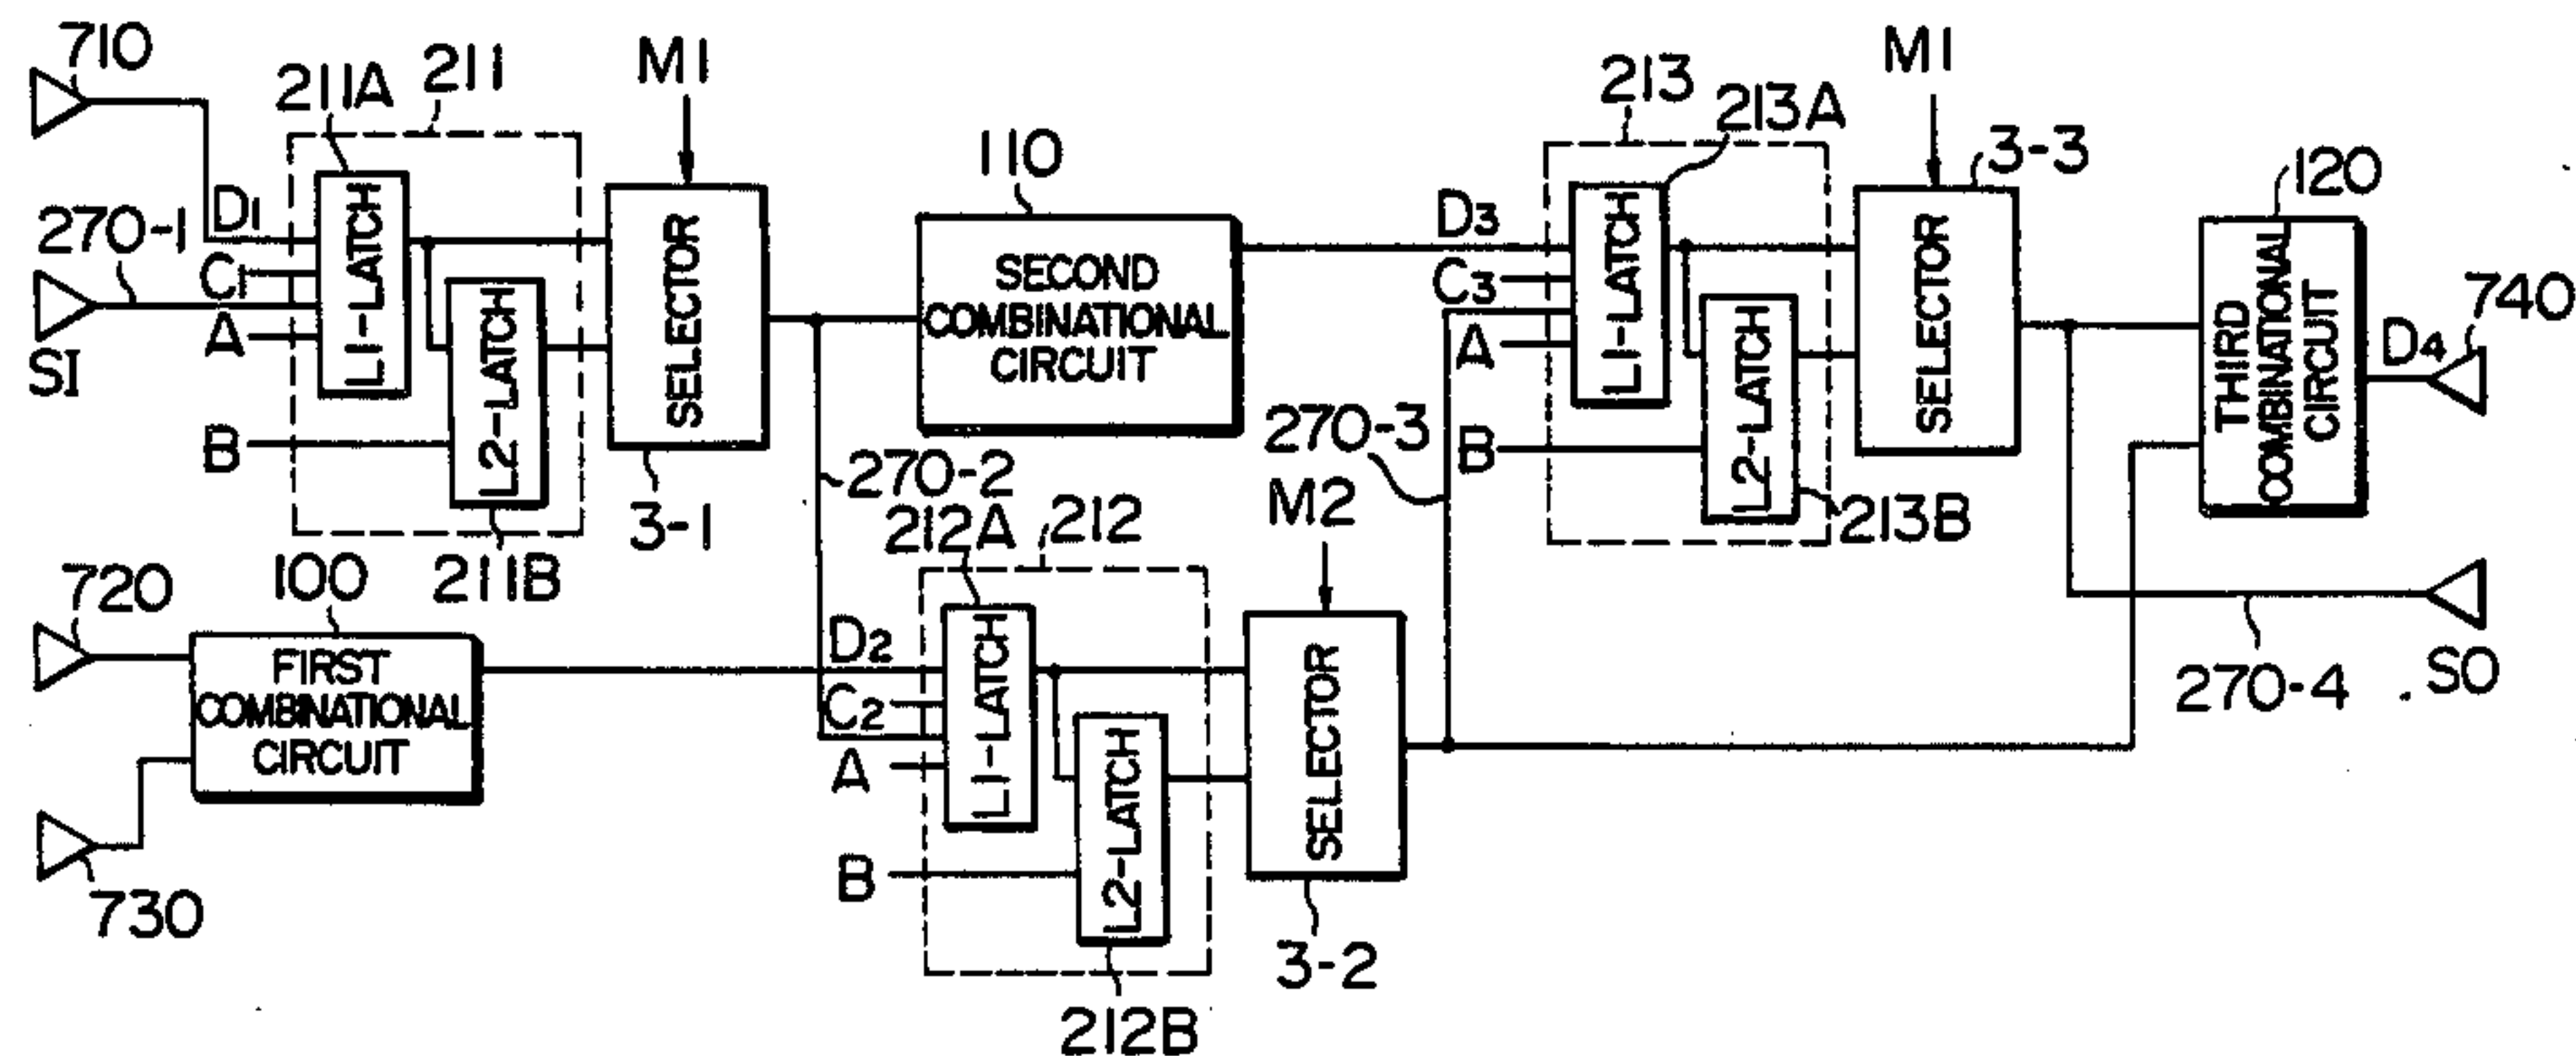 710
211A
211
M1
110
213
213A
M1
3-3
120
740
270-1
D1
C1
A
SI
B
L1-LATCH
L2-LATCH
SELECTOR
SECOND
COMBINATIONAL
CIRCUIT
D3
C3
A
B
L1-LATCH
L2-LATCH
SELECTOR
THIRD
COMBINATIONAL
CIRCUIT
D4
270-3
270-2
3-1
211B
213B
M2
212A
212
720
100
FIRST
COMBINATIONAL
CIRCUIT
730
D2
C2
A
B
L1-LATCH
L2-LATCH
SELECTOR
270-4
SO
3-2
212B